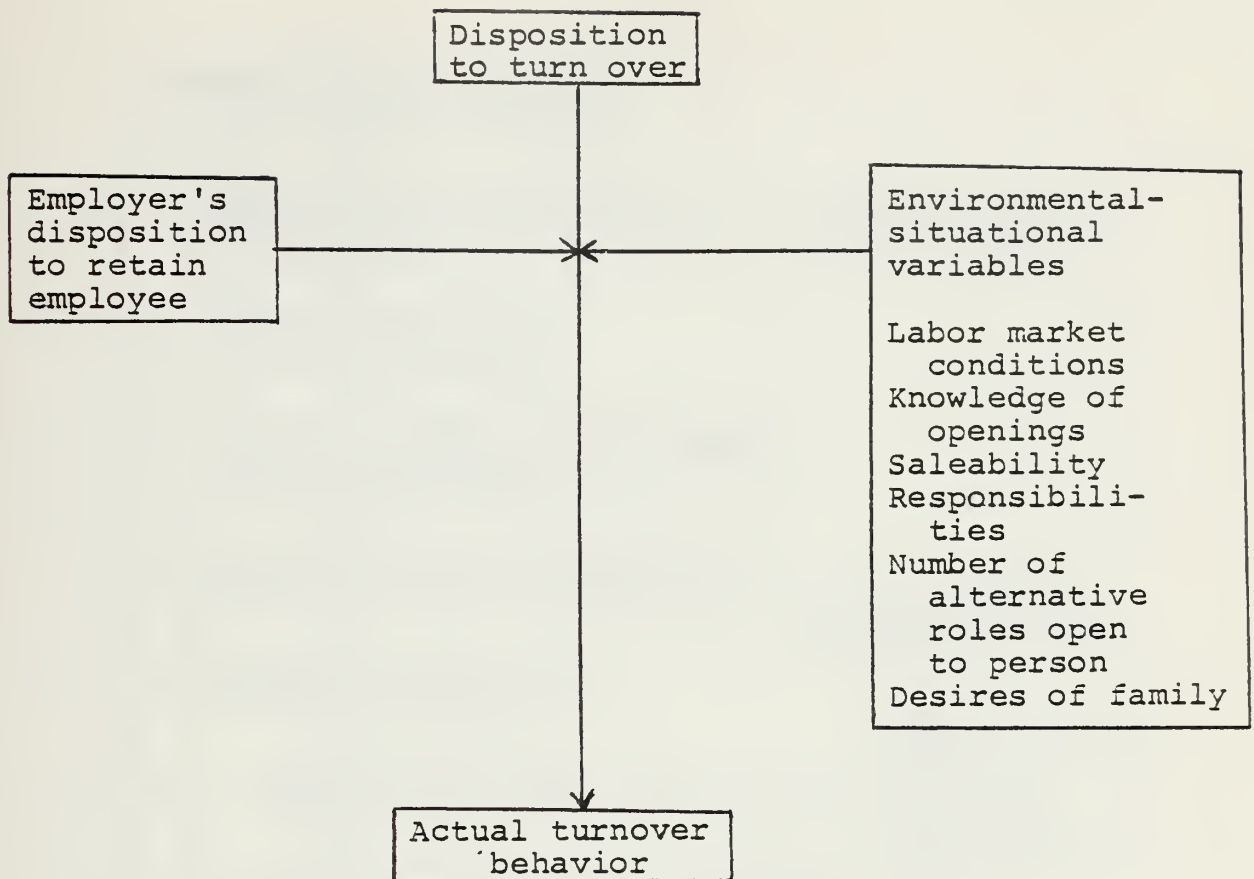 Disposition
to turn over
Employer's
disposition
to retain
employee
Environmental-
situational
variables
Labor market
conditions
Knowledge of
openings
Saleability
Responsibili-
ties
Number of
alternative
roles open
to person
Desires of family
Actual turnover
behavior